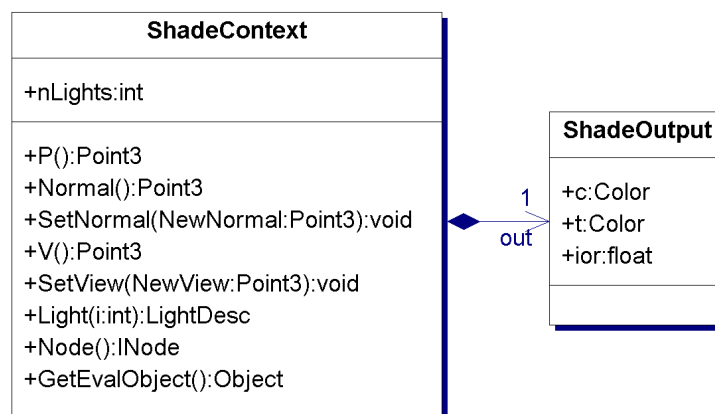 ShadeContext
+nLights:int
+P():Point3
+Normal():Point3
+SetNormal(NewNormal:Point3):void
+V():Point3
+SetView(NewView:Point3):void
+Light(i:int):LightDesc
+Node():INode
+GetEvalObject():Object
1
out
ShadeOutput
+c:Color
+t:Color
+ior:float